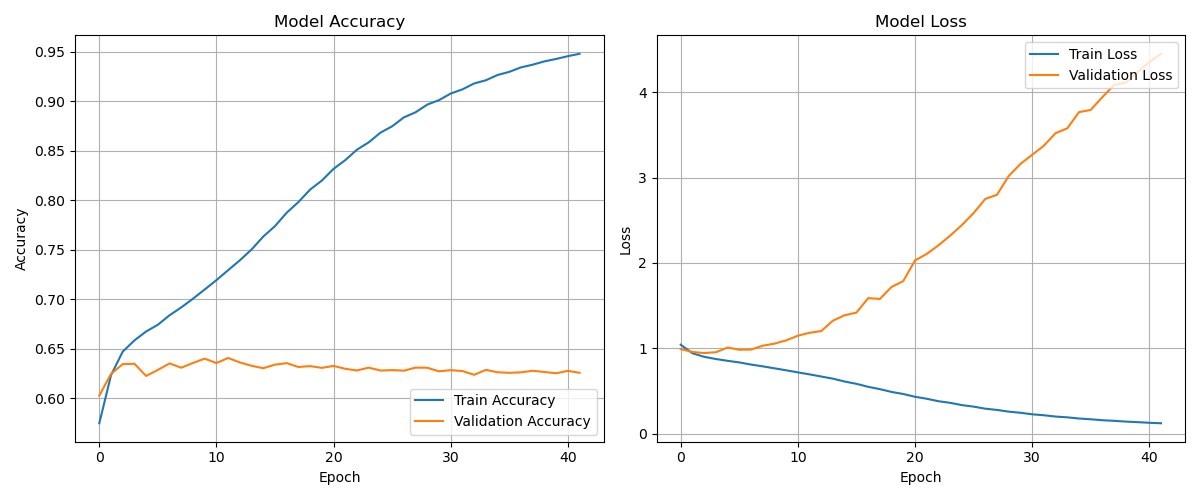 Model Accuracy
Accuracy
0.95
0.90
0.85
0.80
0.75
0.70
0.65
0.60
0
10
20
30
40
Epoch
Train Accuracy
Validation Accuracy
Model Loss
Loss
4
3
2
1
0
0
10
20
30
40
Epoch
Train Loss
Validation Loss